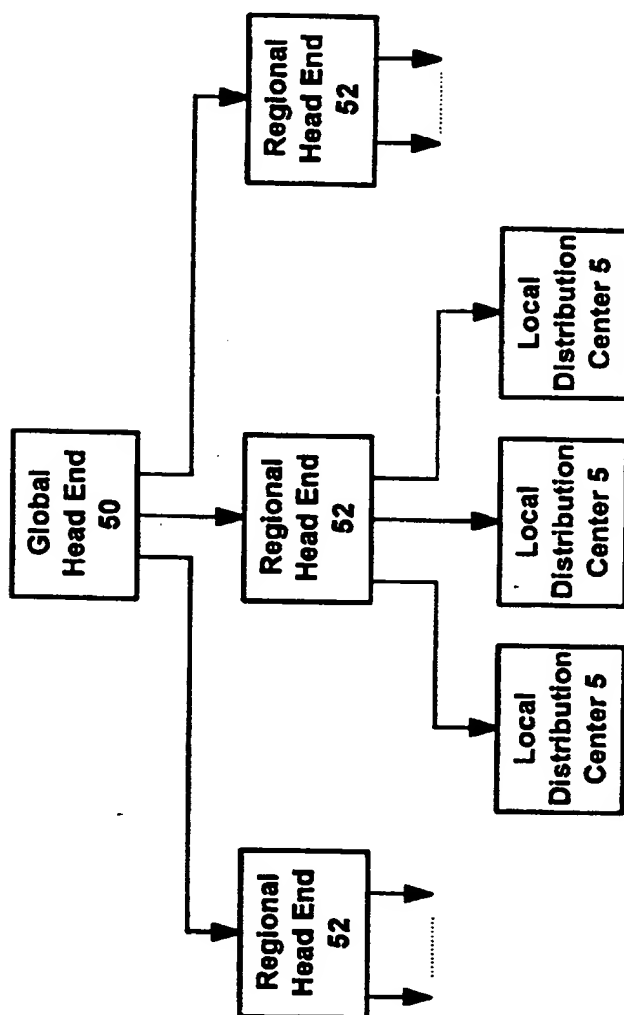 Global
Head End
50
Regional
Head End
52
Regional
Head End
52
Regional
Head End
52
Local
Distribution
Center 5
Local
Distribution
Center 5
Local
Distribution
Center 5